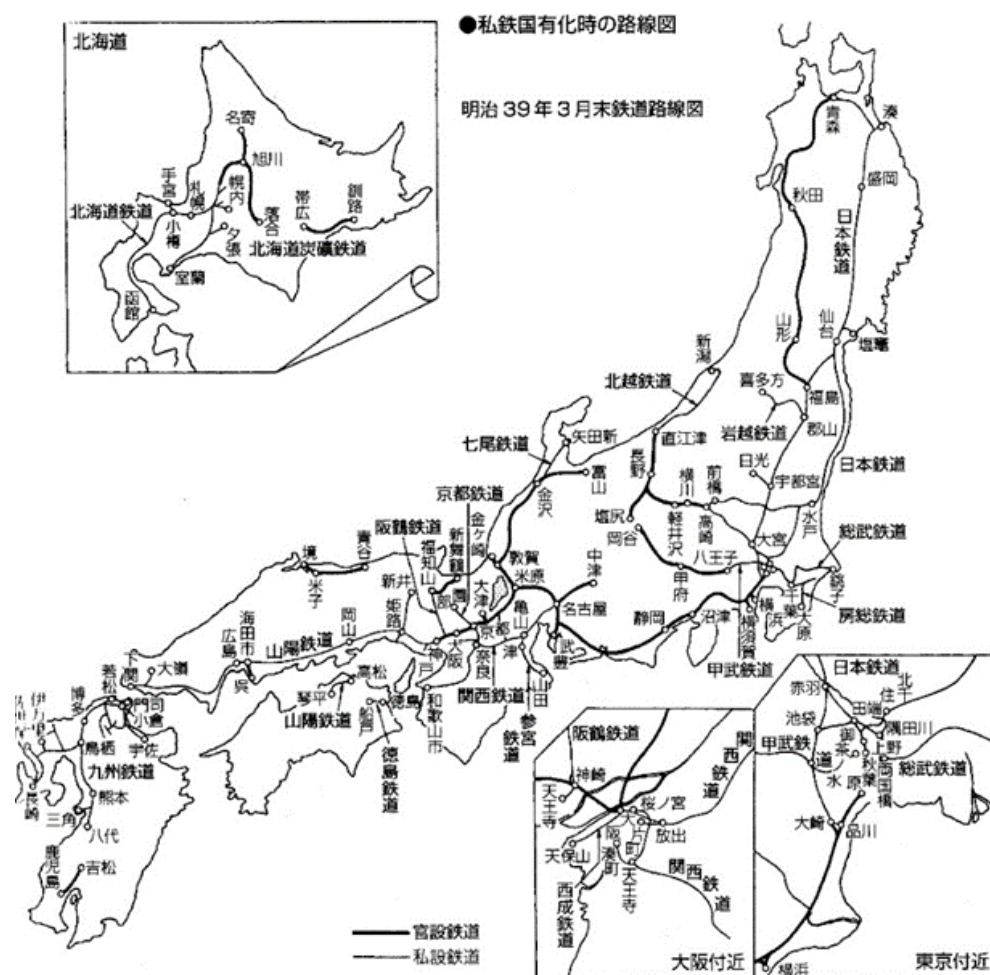 ●私鉄国有化時の路線図
明治39年3月末鉄道路線図
北海道
名寄
旭川
手宮
札幌
幌内
北海道鉄道
小樽
夕張
落合
帯広
釧路
北海道炭礦鉄道
室蘭
函館
青森
湊
盛岡
秋田
日本鉄道
山形
仙台
塩竈
新潟
喜多方
福島
北越鉄道
岩越鉄道
郡山
七尾鉄道
矢田新
直江津
長野
日光
宇都宮
日本鉄道
富山
金沢
横川
前橋
水戸
京都鉄道
塩尻
岡谷
軽井沢
高崎
大宮
総武鉄道
阪鶴鉄道
金ヶ崎
新舞鶴
福知山
敦賀
米原
中津
八王子
甲府
銚子
境
米子
青谷
新井
園部
大津
亀山
名古屋
静岡
沼津
横浜
横須賀
千葉
大原
房総鉄道
姫路
岡山
山陽鉄道
海田市
広島
呉
神戸
大阪
京都
奈良
津
武豊
甲武鉄道
下関
大嶺
高松
琴平
山陽鉄道
船戸
徳島
徳島鉄道
和歌山市
関西鉄道
山田
参宮鉄道
若松
博多
門司
小倉
伊万里
鳥栖
宇佐
九州鉄道
長崎
熊本
三角
八代
鹿児島
吉松
官設鉄道
私設鉄道
阪鶴鉄道
関西鉄道
神崎
天王寺
桜ノ宮
大阪
片町
放出
天保山
湊町
天王寺
関西鉄道
西成鉄道
大阪付近
日本鉄道
赤羽
田端
北千住
池袋
隅田川
甲武鉄道
御茶ノ水
上野
秋葉原
両国橋
総武鉄道
大崎
品川
横浜
東京付近